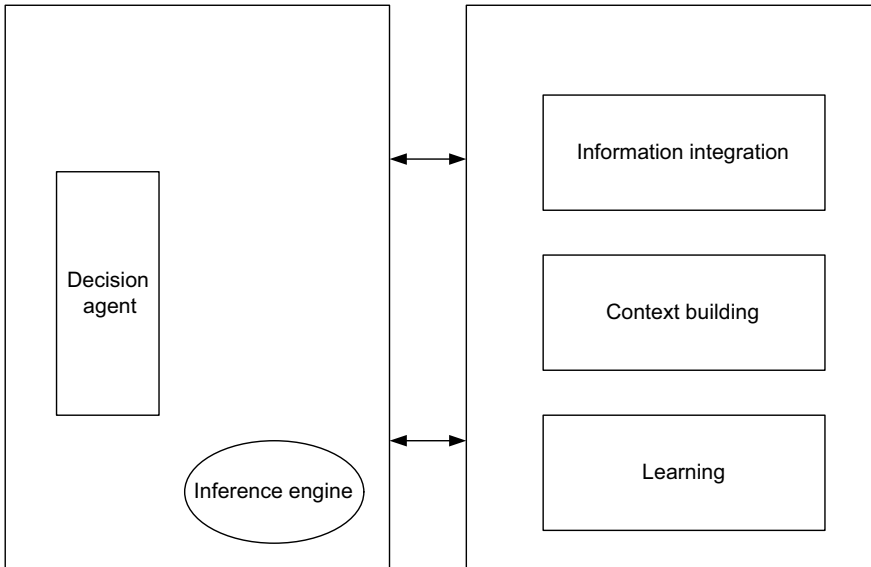 Decision
agent
Inference engine
Information integration
Context building
Learning